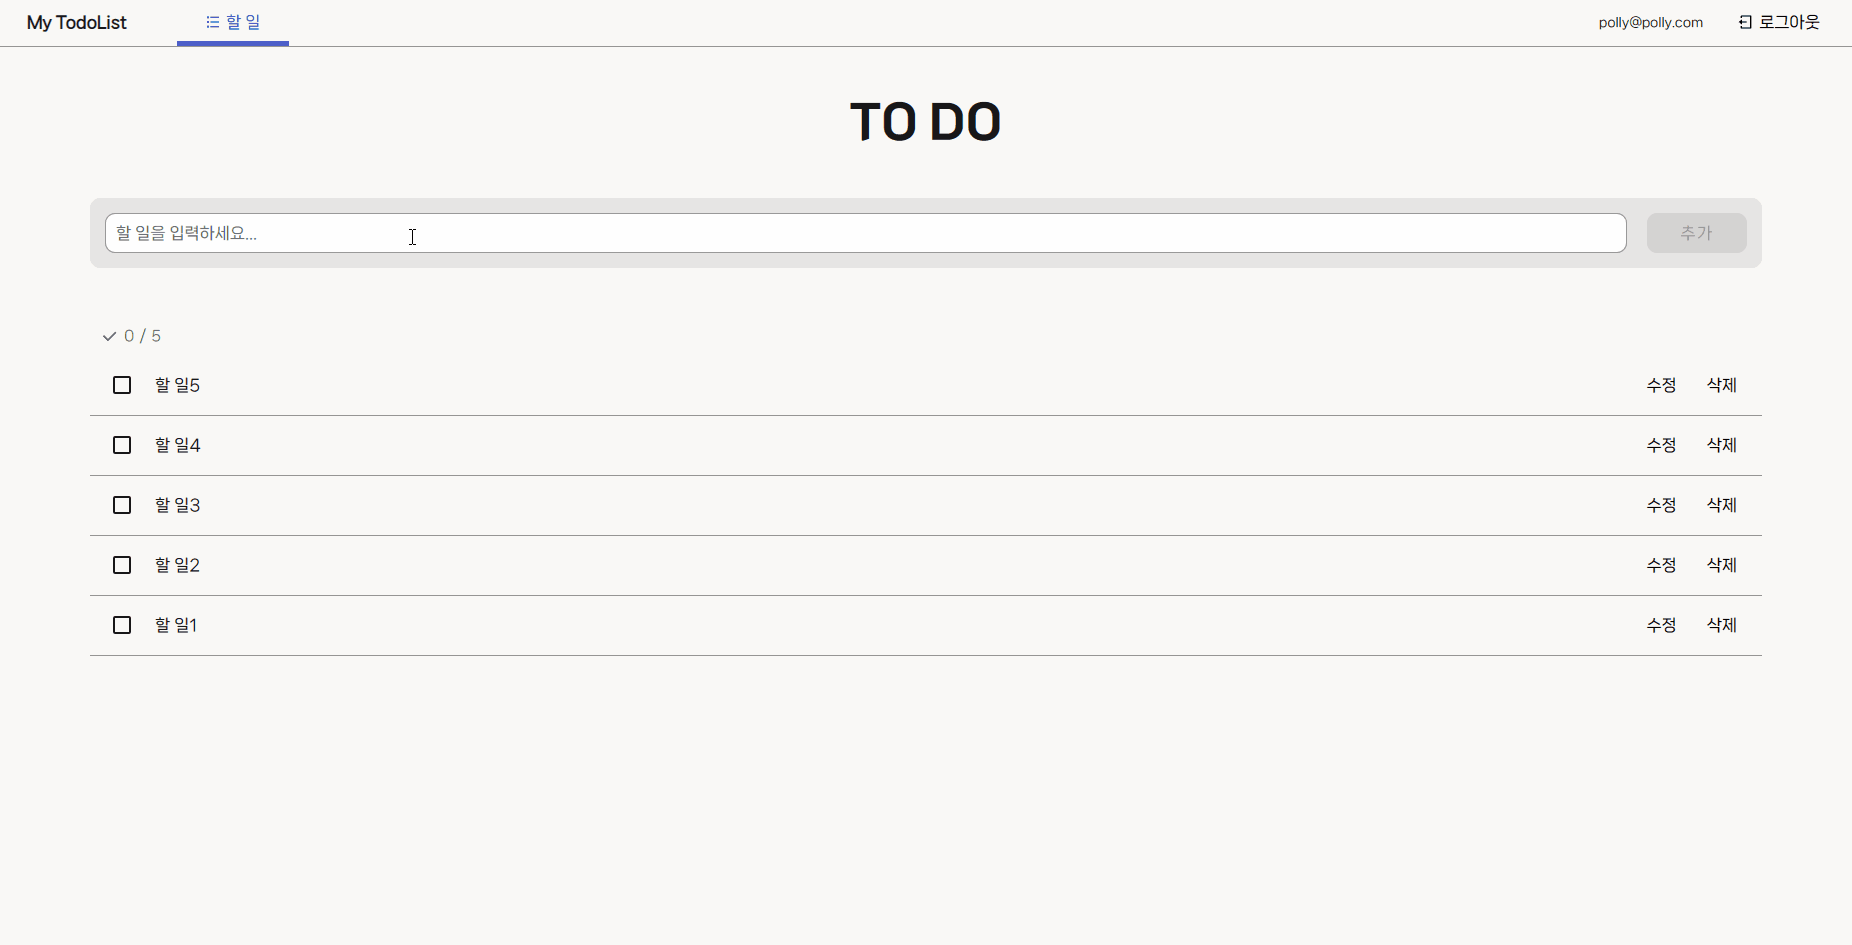 My TodoList
할 일
polly@polly.com
로그아웃
TO DO
할 일을 입력하세요...
추가
0 / 5
할 일5 수정 삭제
할 일4 수정 삭제
할 일3 수정 삭제
할 일2 수정 삭제
할 일1 수정 삭제